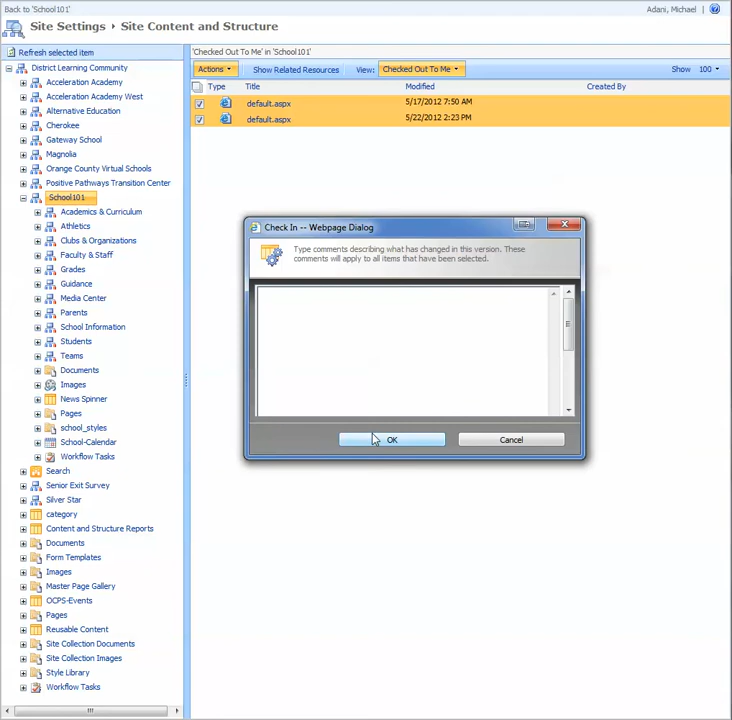 Back to 'School101'
Adani, Michael
Site Settings › Site Content and Structure
Refresh selected item
'Checked Out To Me' in 'School101'
Actions
Show Related Resources
View:
Checked Out To Me
Show
100
Type
Title
Modified
Created By
default.aspx
5/17/2012 7:50 AM
default.aspx
5/22/2012 2:23 PM
District Learning Community
Acceleration Academy
Acceleration Academy West
Alternative Education
Cherokee
Gateway School
Magnolia
Orange County Virtual Schools
Positive Pathways Transition Center
School101
Academics & Curriculum
Athletics
Clubs & Organizations
Faculty & Staff
Grades
Guidance
Media Center
Parents
School Information
Students
Teams
Documents
Images
News Spinner
Pages
school_styles
School-Calendar
Workflow Tasks
Search
Senior Exit Survey
Silver Star
category
Content and Structure Reports
Documents
Form Templates
Images
Master Page Gallery
OCPS-Events
Pages
Reusable Content
Site Collection Documents
Site Collection Images
Style Library
Workflow Tasks
Check In -- Webpage Dialog
Type comments describing what has changed in this version. These
comments will apply to all items that have been selected.
OK
Cancel